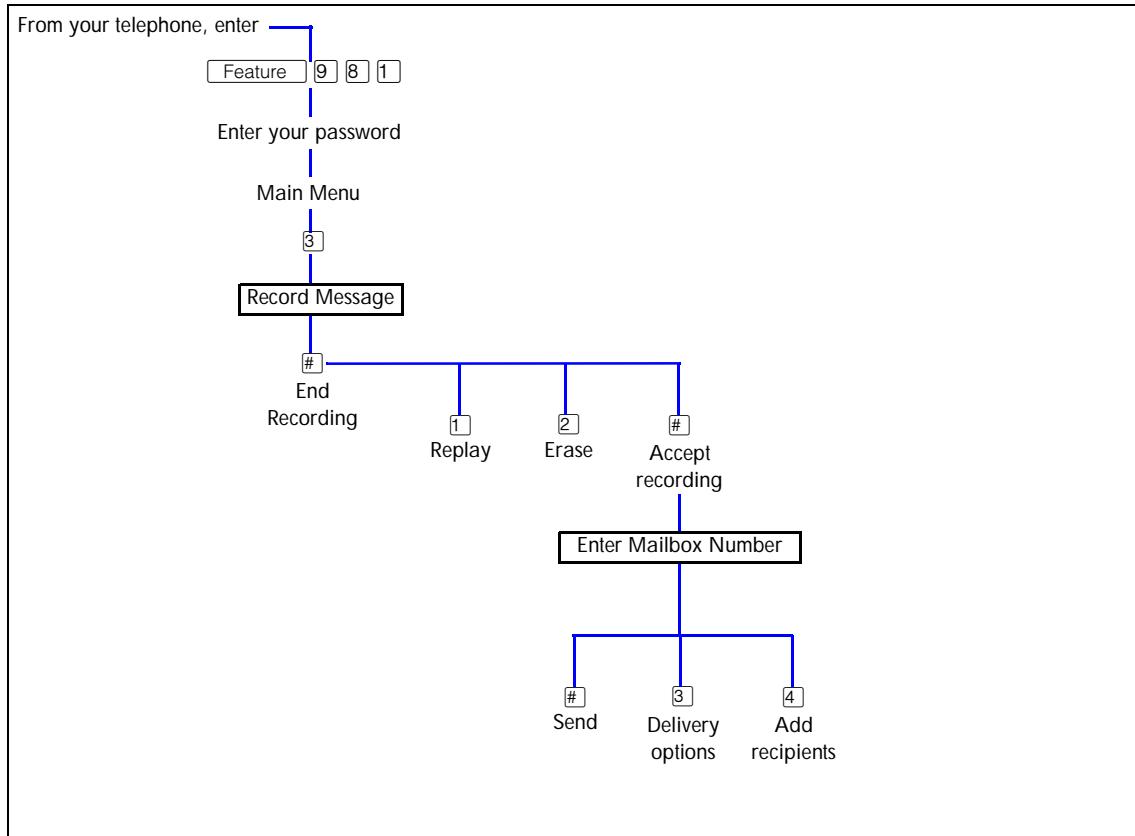 From your telephone, enter
Feature 9 8 1
Enter your password
Main Menu
3
Record Message
#
End
Recording
1
Replay
2
Erase
#
Accept
recording
Enter Mailbox Number
#
Send
3
Delivery
options
4
Add
recipients